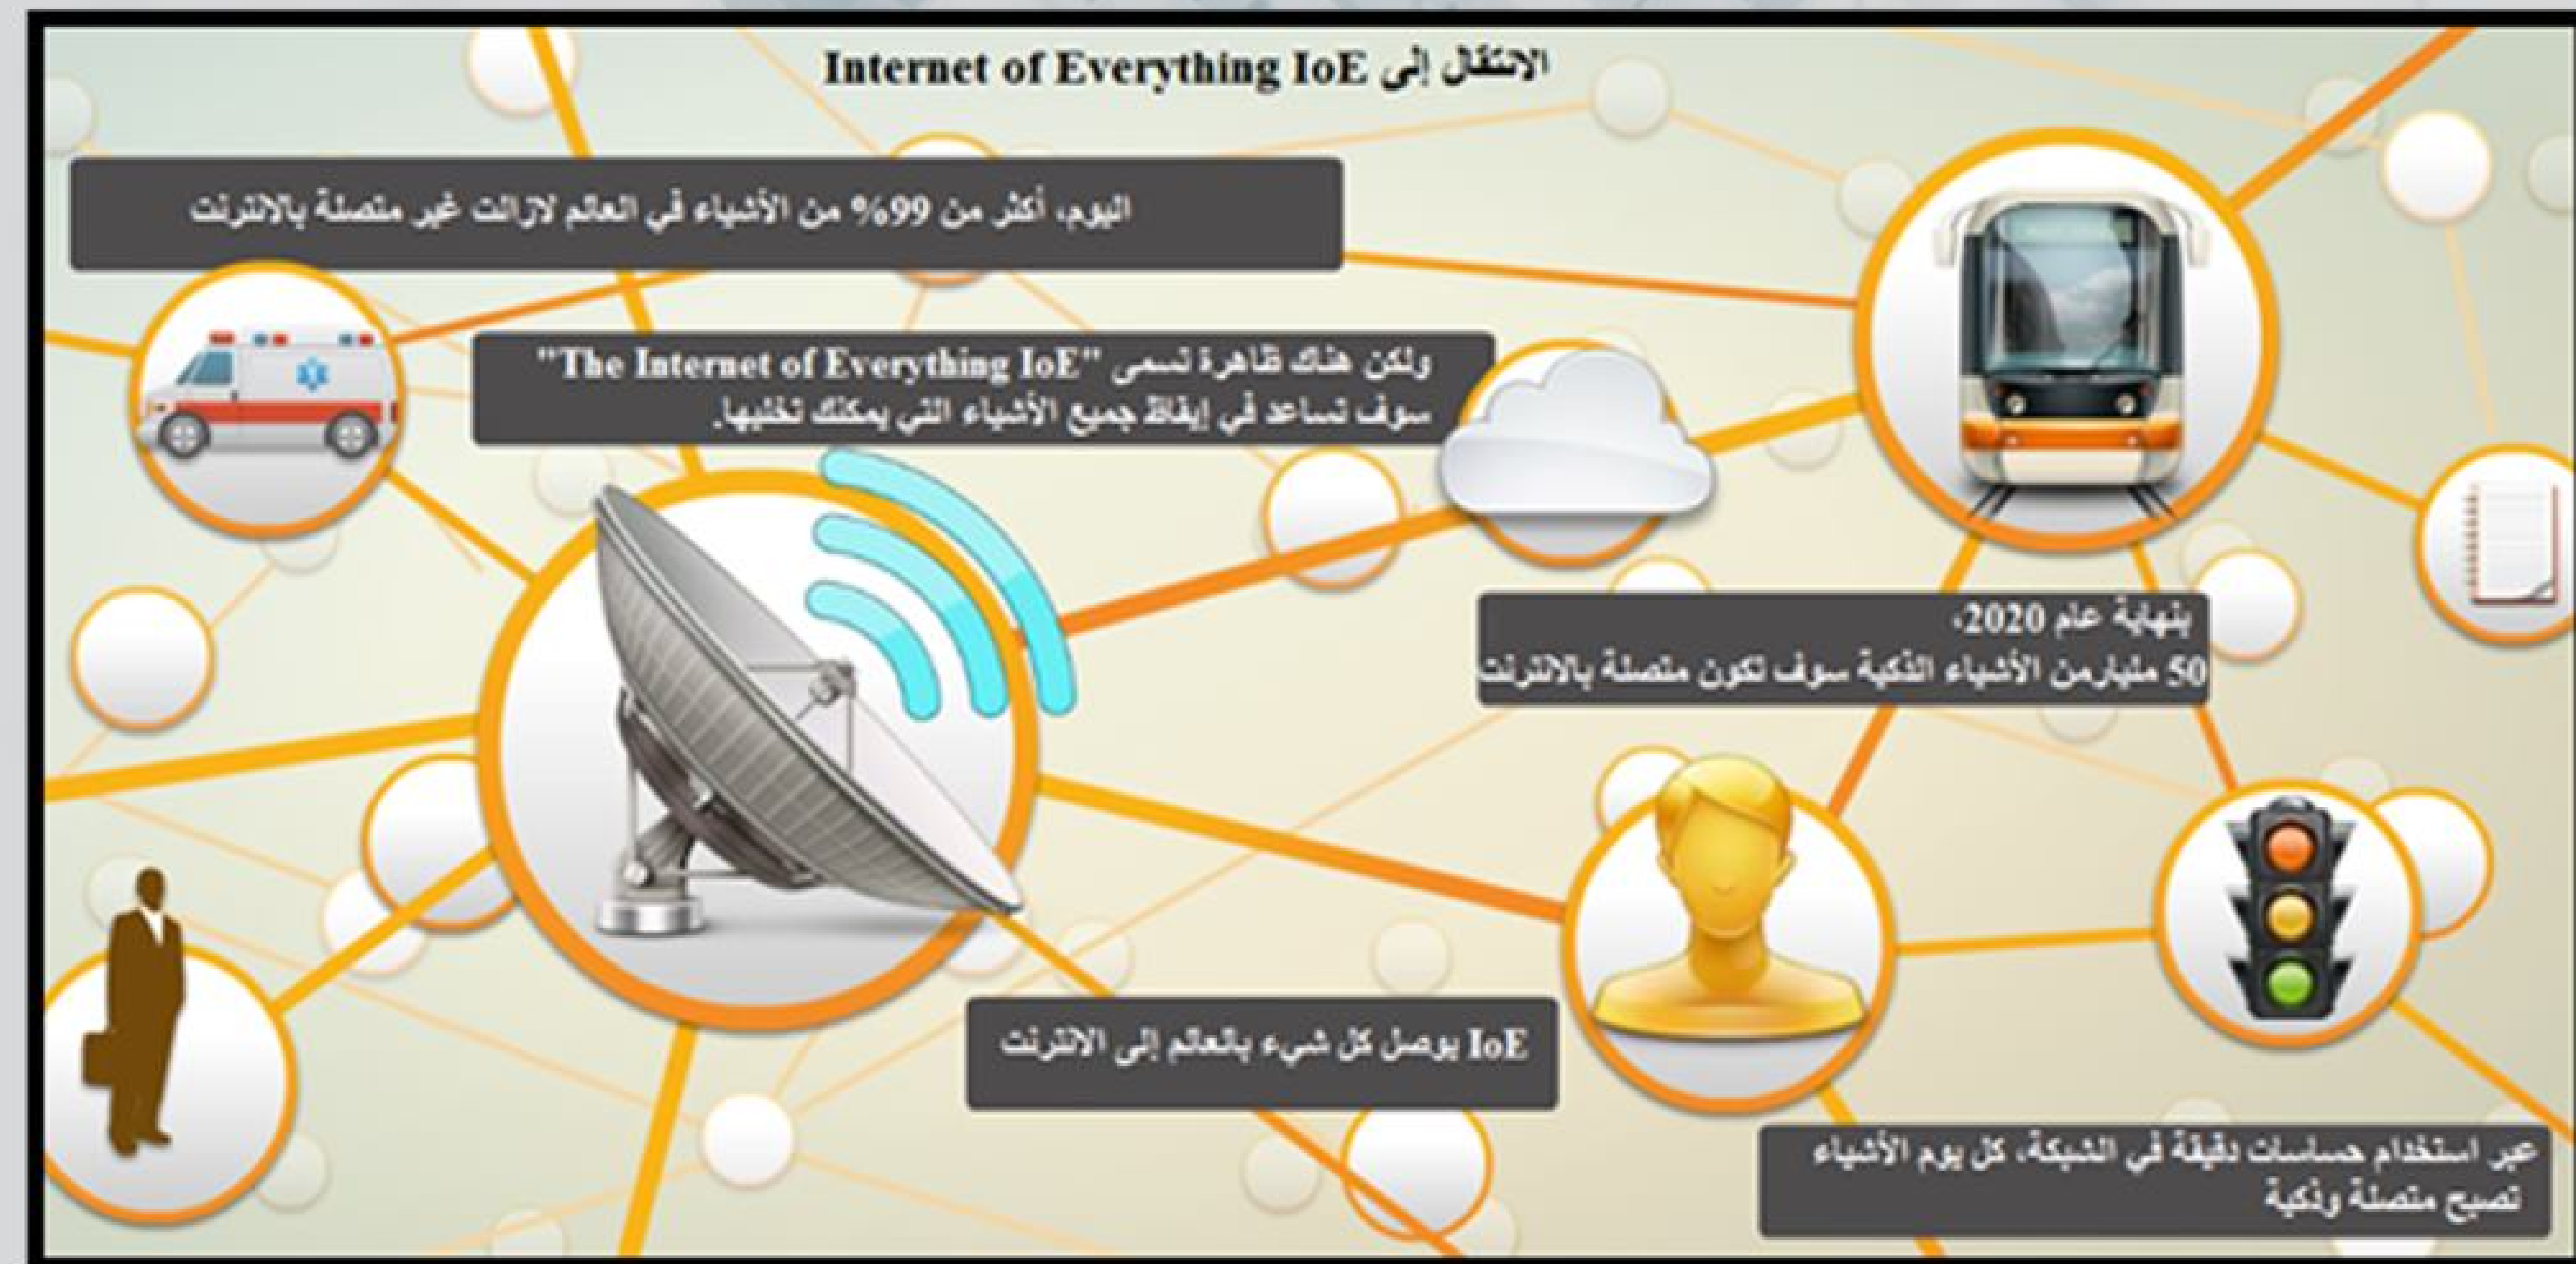 الانتقال إلى Internet of Everything IoE
اليوم، أكثر من 99% من الأشياء في العالم لازالت غير متصلة بالانترنت
ولكن هناك ظاهرة تسمى "The Internet of Everything IoE"
سوف تساعد في إيقاظ جميع الأشياء التي يمكنك تخليها.
بنهاية عام 2020،
50 مليارمن الأشياء الذكية سوف تكون متصلة بالانترنت
IoE يوصل كل شيء بالعالم إلى الانترنت
عبر استخدام حساسات دقيقة في الشبكة، كل يوم الأشياء
تصبح متصلة وذكية